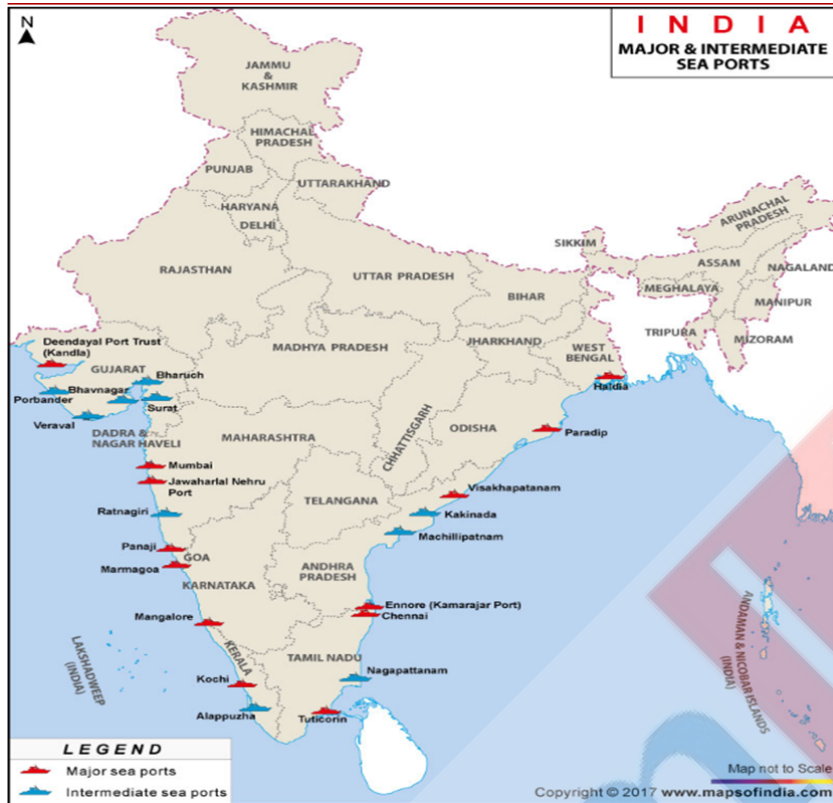 N
I N D I A
MAJOR & INTERMEDIATE
SEA PORTS
JAMMU
&
KASHMIR
HIMACHAL
PRADESH
PUNJAB
UTTARAKHAND
HARYANA
DELHI
ARUNACHAL
PRADESH
SIKKIM
ASSAM
NAGALAND
MEGHALAYA
MANIPUR
TRIPURA
MIZORAM
RAJASTHAN
UTTAR PRADESH
BIHAR
JHARKHAND
WEST
BENGAL
MADHYA PRADESH
Deendayal Port Trust
(Kandla)
GUJARAT
Bharuch
Bhavnagar
Porbander
Surat
Veraval
Haldia
DADRA &
NAGAR HAVELI
MAHARASHTRA
CHHATTISGARH
ODISHA
Paradip
Mumbai
Jawaharlal Nehru
Port
TELANGANA
Visakhapatanam
Ratnagiri
Kakinada
Machillipatnam
Panaji
GOA
Marmagoa
KARNATAKA
ANDHRA
PRADESH
Ennore (Kamarajar Port)
Chennai
Mangalore
KERALA
TAMIL NADU
LAKSHADWEEP
(INDIA)
ANDAMAN & NICOBAR ISLANDS
(INDIA)
Nagapattanam
Kochi
Alappuzha
Tuticorin
LEGEND
Major sea ports
Intermediate sea ports
Map not to Scale
Copyright © 2017 www.mapsofindia.com